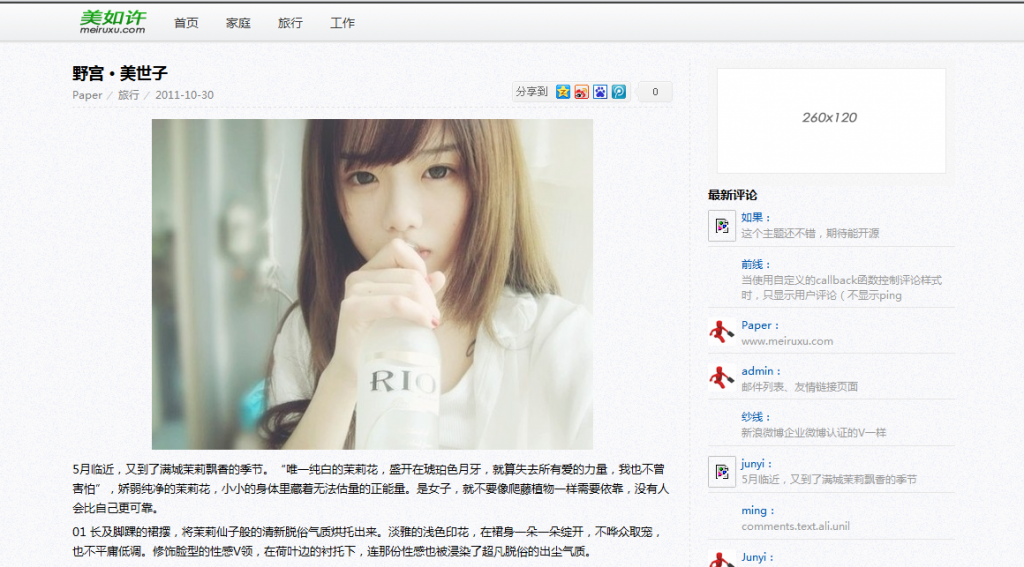 美如许
meiruxu.com
首页 家庭 旅行 工作
野宫·美世子
Paper / 旅行 / 2011-10-30
分享到 0
RIO
5月临近，又到了满城茉莉飘香的季节。“唯一纯白的茉莉花，盛开在琥珀色月牙，就算失去所有爱的力量，我也不曾
害怕”，娇弱纯净的茉莉花，小小的身体里藏着无法估量的正能量。是女子，就不要像爬藤植物一样需要依靠，没有人
会比自己更可靠。
01 长及脚踝的裙摆，将茉莉仙子般的清新脱俗气质烘托出来。淡雅的浅色印花，在裙身一朵一朵绽开，不哗众取宠，
也不平庸低调。修饰脸型的性感V领，在荷叶边的衬托下，连那份性感也被浸染了超凡脱俗的出尘气质。
260x120
最新评论
如果：
这个主题还不错，期待能开源
前线：
当使用自定义的callback函数控制评论样式
时，只显示用户评论（不显示ping
Paper：
www.meiruxu.com
admin：
邮件列表、友情链接页面
纱线：
新浪微博企业微博认证的V一样
junyi：
5月临近，又到了满城茉莉飘香的季节
ming：
comments.text.ali.unil
Junyi：